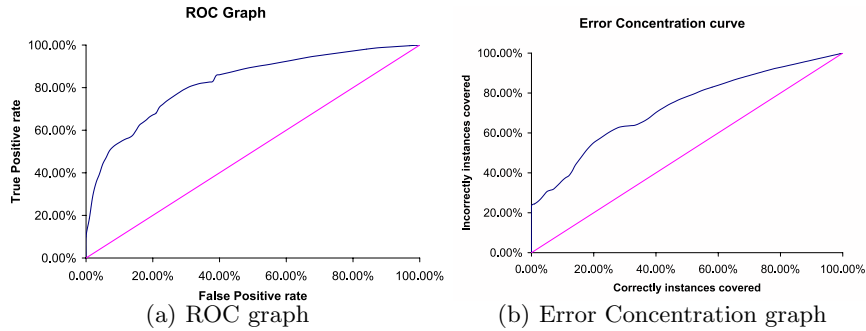 ROC Graph
100.00%
80.00%
60.00%
40.00%
20.00%
0.00%
True Positive rate
0.00% 20.00% 40.00% 60.00% 80.00% 100.00%
False Positive rate
(a) ROC graph
Error Concentration curve
100.00%
80.00%
60.00%
40.00%
20.00%
0.00%
Incorrectly instances covered
0.00% 20.00% 40.00% 60.00% 80.00% 100.00%
Correctly instances covered
(b) Error Concentration graph